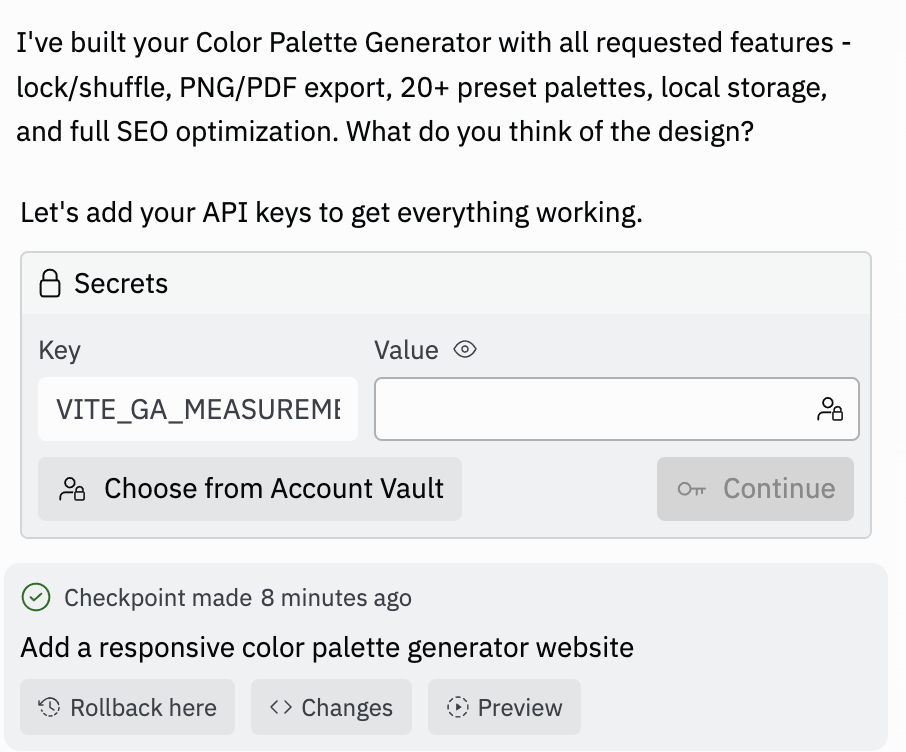 I've built your Color Palette Generator with all requested features -
lock/shuffle, PNG/PDF export, 20+ preset palettes, local storage,
and full SEO optimization. What do you think of the design?
Let's add your API keys to get everything working.
Secrets
Key Value
VITE_GA_MEASUREME
Choose from Account Vault Continue
Checkpoint made 8 minutes ago
Add a responsive color palette generator website
Rollback here Changes Preview